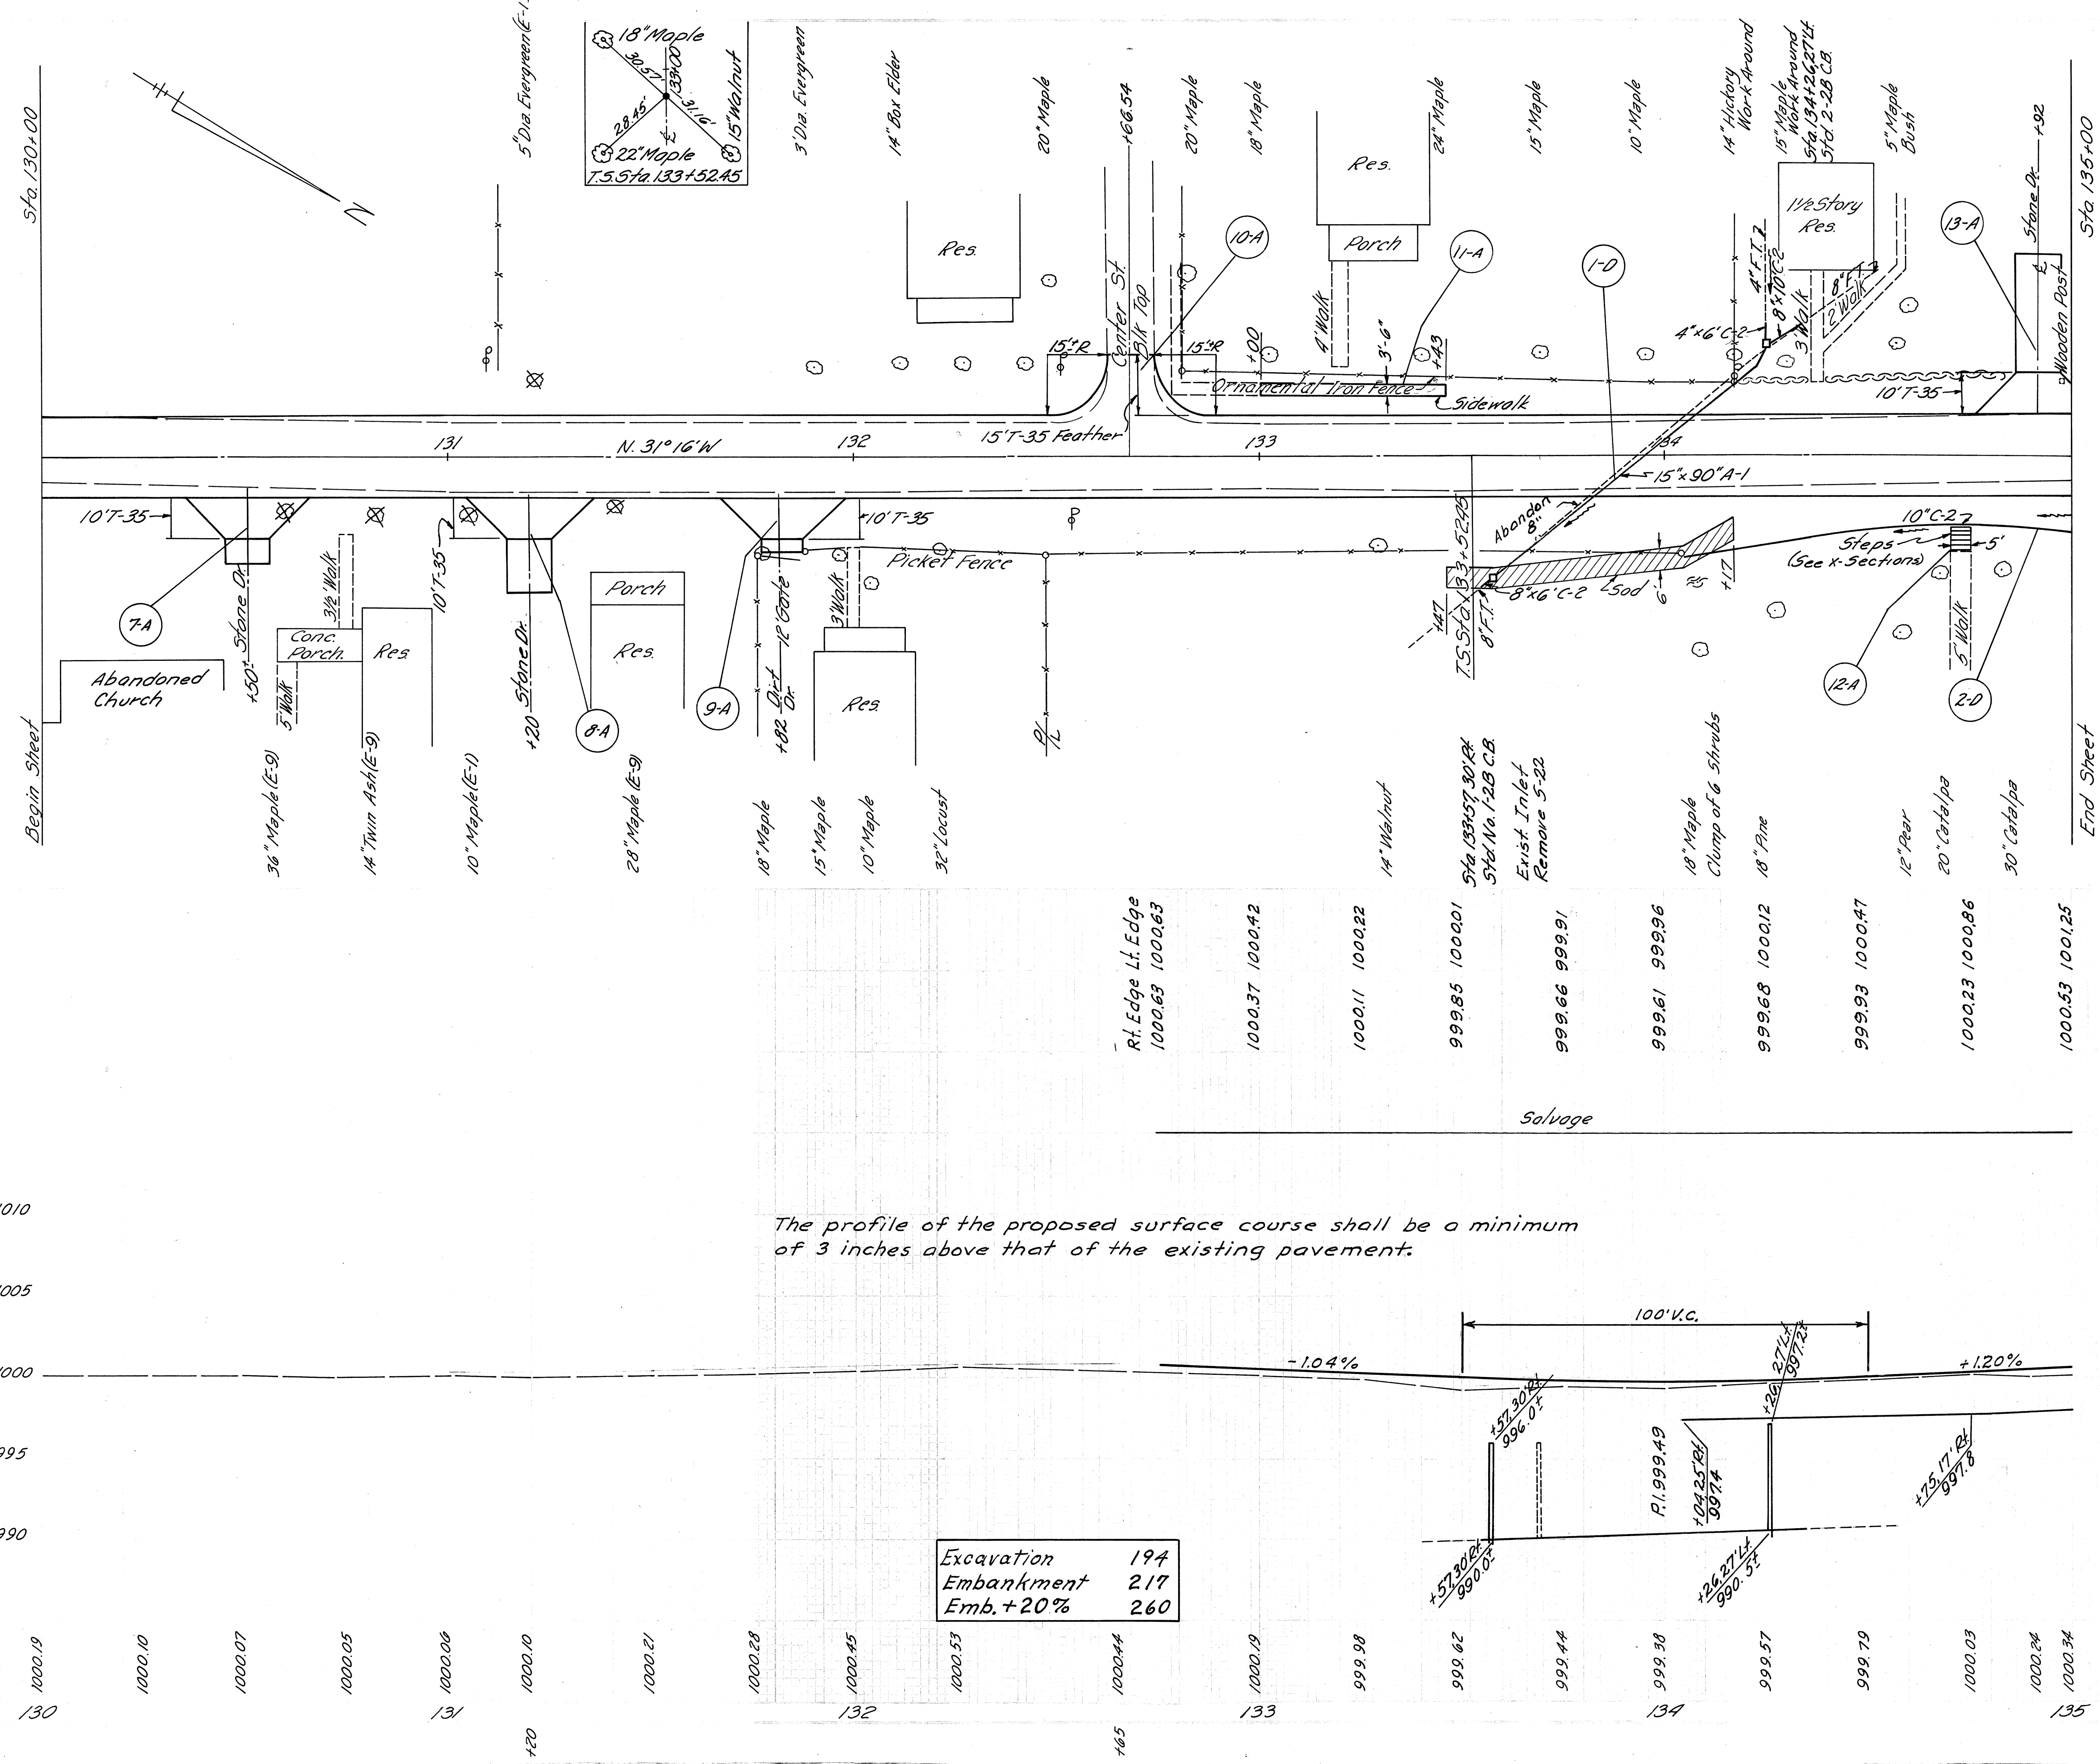 Sta. 130+00
5" Dia. Evergreen (E-1
18" Maple
30.57'
133+00
15" Walnut
28.45'
31.16'
℄
22" Maple
T.S. Sta. 133+52.45
3' Dia. Evergreen
14" Box Elder
20" Maple
+66.54
20" Maple
18" Maple
24" Maple
15" Maple
10" Maple
14" Hickory
Work Around
15" Maple
Work Around
Sta. 134+26, 27' Lt.
Std. 2-2B C.B.
5" Maple
Bush
+92
Sta. 135+00
N
Res.
Center St.
Blk Top
10-A
Res.
Porch
11-A
1-D
4" F.T.
8"x10' C-2
1½ Story
Res.
8" F.T.
2' Walk
3' Walk
13-A
Stone Dr.
℄
Wooden Post
15'±R
15'±R
+00
4' Walk
3'-6"
+43
4"x6' C-2
Ornamental Iron Fence
Sidewalk
10' T-35
15' T-35 Feather
131
N. 31° 16' W
132
133
134
15"x90" A-1
10' T-35
10' T-35
10' T-35
Abandon
8"
10" C-2
Steps
(See X-Sections)
5'
Picket Fence
7-A
+50± Stone Dr.
3½' Walk
Conc.
Porch.
5' Walk
Res.
Abandoned
Church
+20 Stone Dr.
8-A
Porch
Res.
9-A
+82 Dirt Dr.
12' Gate
3' Walk
Res.
P/L
T.S. Sta. 133+52.45
+47
8" F.T.
8"x6' C-2
Sod
6'
+17
12-A
5' Walk
2-D
Begin Sheet
36" Maple (E-9)
14" Twin Ash (E-9)
10" Maple (E-1)
28" Maple (E-9)
18" Maple
15" Maple
10" Maple
32" Locust
14" Walnut
Sta. 133+57, 30' Rt.
Std. No. 1-2B C.B.
Exist. Inlet
Remove S-22
18" Maple
Clump of 6 Shrubs
18" Pine
12" Pear
20" Catalpa
30" Catalpa
End Sheet
Rt. Edge Lt. Edge
1000.63 1000.63
1000.37 1000.42
1000.11 1000.22
999.85 1000.01
999.66 999.91
999.61 999.96
999.68 1000.12
999.93 1000.47
1000.23 1000.86
1000.53 1001.25
Salvage
1010
The profile of the proposed surface course shall be a minimum
of 3 inches above that of the existing pavement.
1005
100' V.C.
1000
-1.04%
+1.20%
+57, 30' Rt.
996.0±
+26, 27' Lt.
997.2±
995
P.I. 999.49
+04, 25' Rt.
997.4
+75, 17' Rt.
997.8
990
+57, 30' Rt.
990.0±
+26, 27' Lt.
990.5±
Excavation 194
Embankment 217
Emb. +20% 260
1000.19
1000.10
1000.07
1000.05
1000.06
1000.10
1000.21
1000.28
1000.45
1000.53
1000.44
1000.19
999.98
999.62
999.44
999.38
999.57
999.79
1000.03
1000.24
1000.34
130
131
132
133
134
135
+20
+65